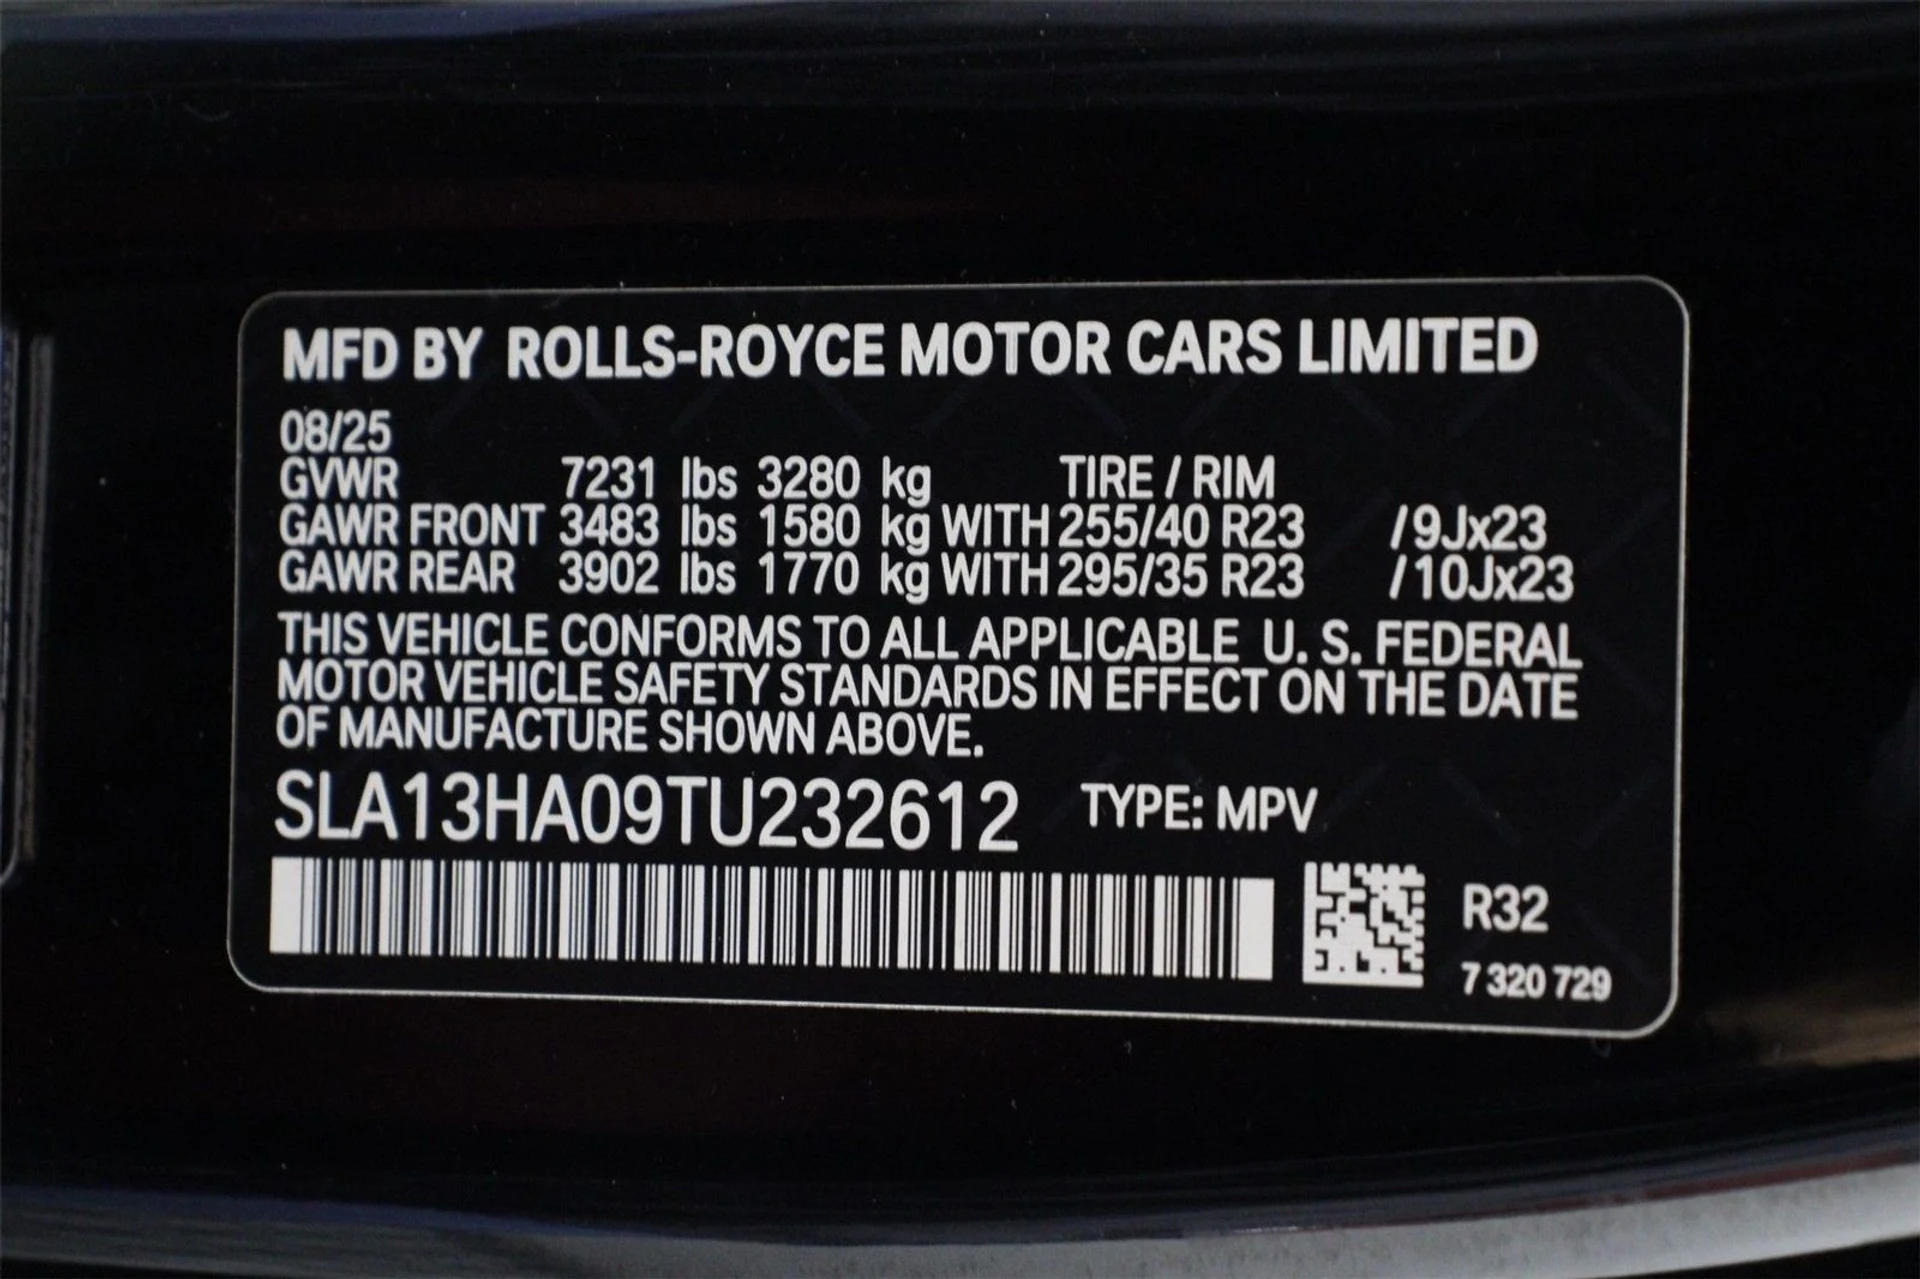 MFD BY ROLLS-ROYCE MOTOR CARS LIMITED
08/25
GVWR 7231 lbs 3280 kg TIRE / RIM
GAWR FRONT 3483 lbs 1580 kg WITH 255/40 R23 /9Jx23
GAWR REAR 3902 lbs 1770 kg WITH 295/35 R23 /10Jx23
THIS VEHICLE CONFORMS TO ALL APPLICABLE U. S. FEDERAL
MOTOR VEHICLE SAFETY STANDARDS IN EFFECT ON THE DATE
OF MANUFACTURE SHOWN ABOVE.
SLA13HA09TU232612 TYPE: MPV
R32
7 320 729